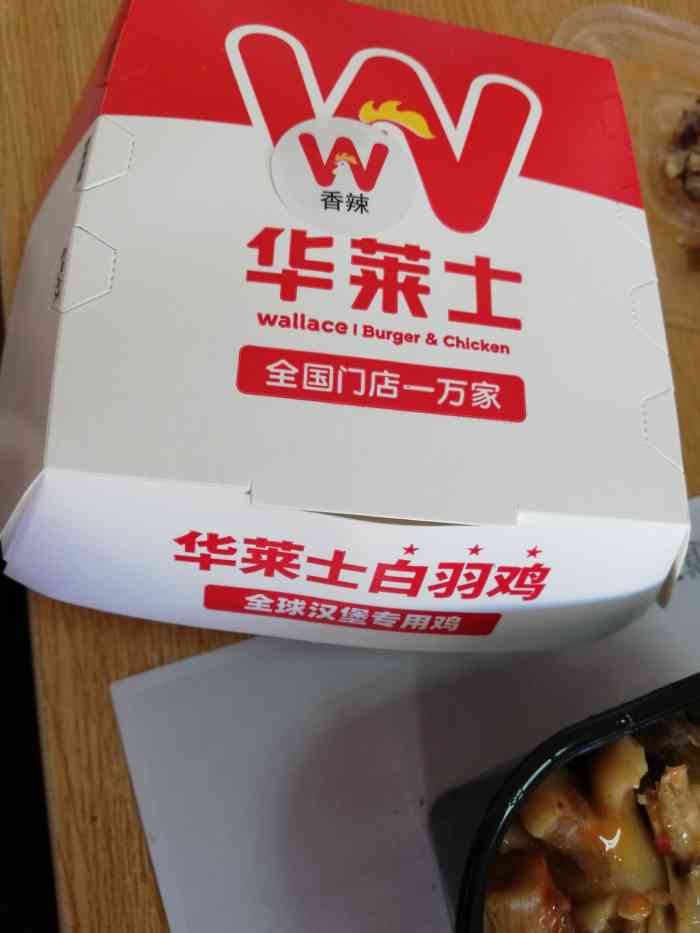 香辣
华莱士
wallace | Burger & Chicken
全国门店一万家
华莱士白羽鸡
全球汉堡专用鸡